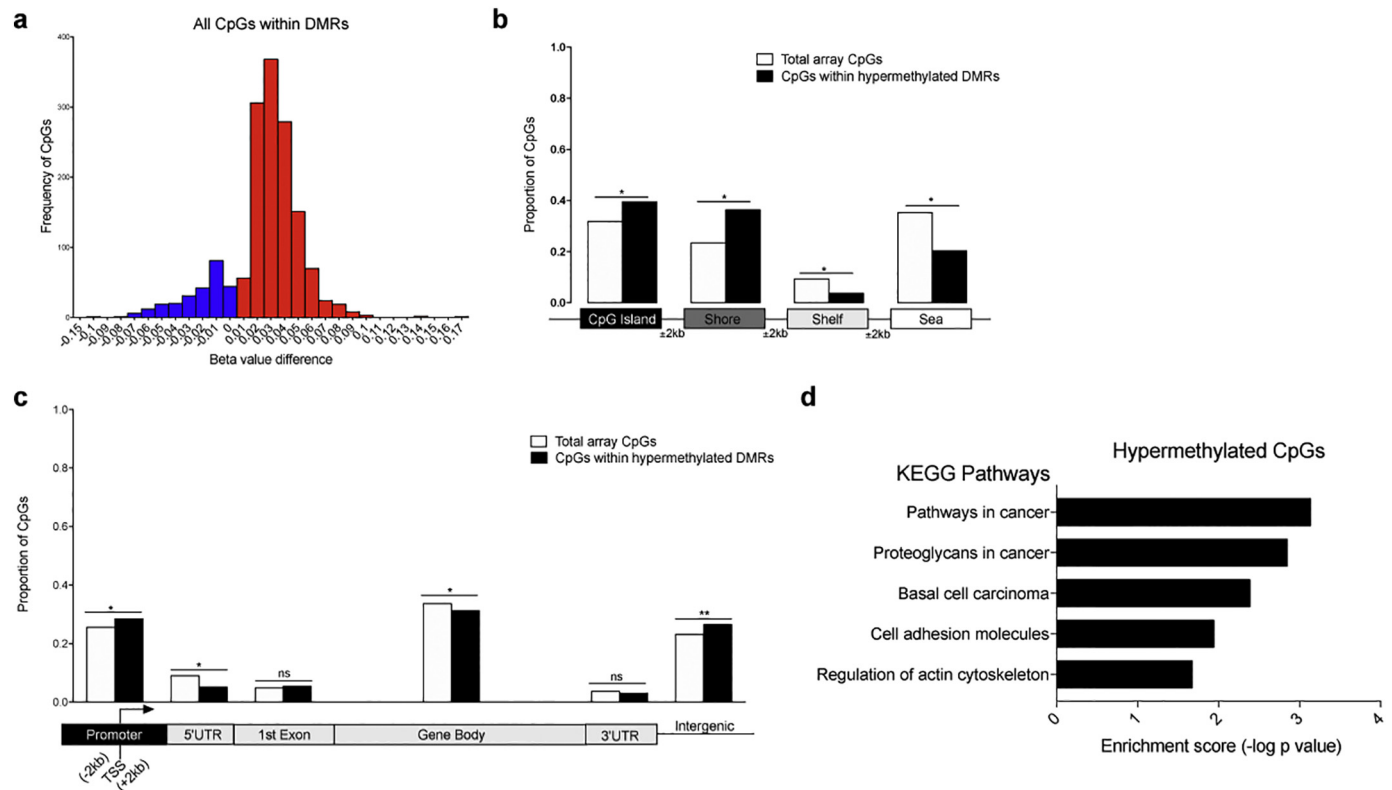 a
All CpGs within DMRs
400
300
200
100
0
Frequency of CpGs
-0.15
-0.1
-0.09
-0.08
-0.07
-0.06
-0.05
-0.04
-0.03
-0.02
-0.01
0
0.01
0.02
0.03
0.04
0.05
0.06
0.07
0.08
0.09
0.1
0.11
0.12
0.13
0.14
0.15
0.16
0.17
Beta value difference
b
Total array CpGs
CpGs within hypermethylated DMRs
Proportion of CpGs
1.0
0.8
0.6
0.4
0.2
0.0
* * * *
CpG Island Shore Shelf Sea
±2kb ±2kb ±2kb
c
Total array CpGs
CpGs within hypermethylated DMRs
Proportion of CpGs
1.0
0.8
0.6
0.4
0.2
0.0
* * ns * ns **
Promoter 5'UTR 1st Exon Gene Body 3'UTR Intergenic
(-2kb) TSS (+2kb)
d
Hypermethylated CpGs
KEGG Pathways
Pathways in cancer
Proteoglycans in cancer
Basal cell carcinoma
Cell adhesion molecules
Regulation of actin cytoskeleton
0 1 2 3 4
Enrichment score (-log p value)